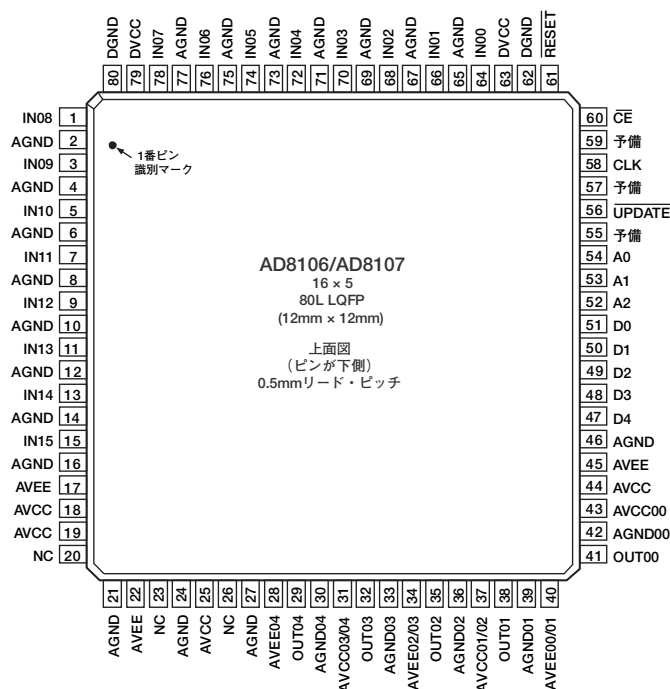 DGND
DVCC
IN07
AGND
IN06
AGND
IN05
AGND
IN04
AGND
IN03
AGND
IN02
AGND
IN01
AGND
IN00
DVCC
DGND
RESET
80
79
78
77
76
75
74
73
72
71
70
69
68
67
66
65
64
63
62
61
IN08 1
AGND 2
IN09 3
AGND 4
IN10 5
AGND 6
IN11 7
AGND 8
IN12 9
AGND 10
IN13 11
AGND 12
IN14 13
AGND 14
IN15 15
AGND 16
AVEE 17
AVCC 18
AVCC 19
NC 20
1番ピン
識別マーク
AD8106/AD8107
16 × 5
80L LQFP
(12mm × 12mm)
上面図
(ピンが下側)
0.5mmリード・ピッチ
60 CE
59 予備
58 CLK
57 予備
56 UPDATE
55 予備
54 A0
53 A1
52 A2
51 D0
50 D1
49 D2
48 D3
47 D4
46 AGND
45 AVEE
44 AVCC
43 AVCC00
42 AGND00
41 OUT00
21
22
23
24
25
26
27
28
29
30
31
32
33
34
35
36
37
38
39
40
AGND
AVEE
NC
AGND
AVCC
NC
AGND
AVEE04
OUT04
AGND04
AVCC03/04
OUT03
AGND03
AVEE02/03
OUT02
AGND02
AVCC01/02
OUT01
AGND01
AVEE00/01